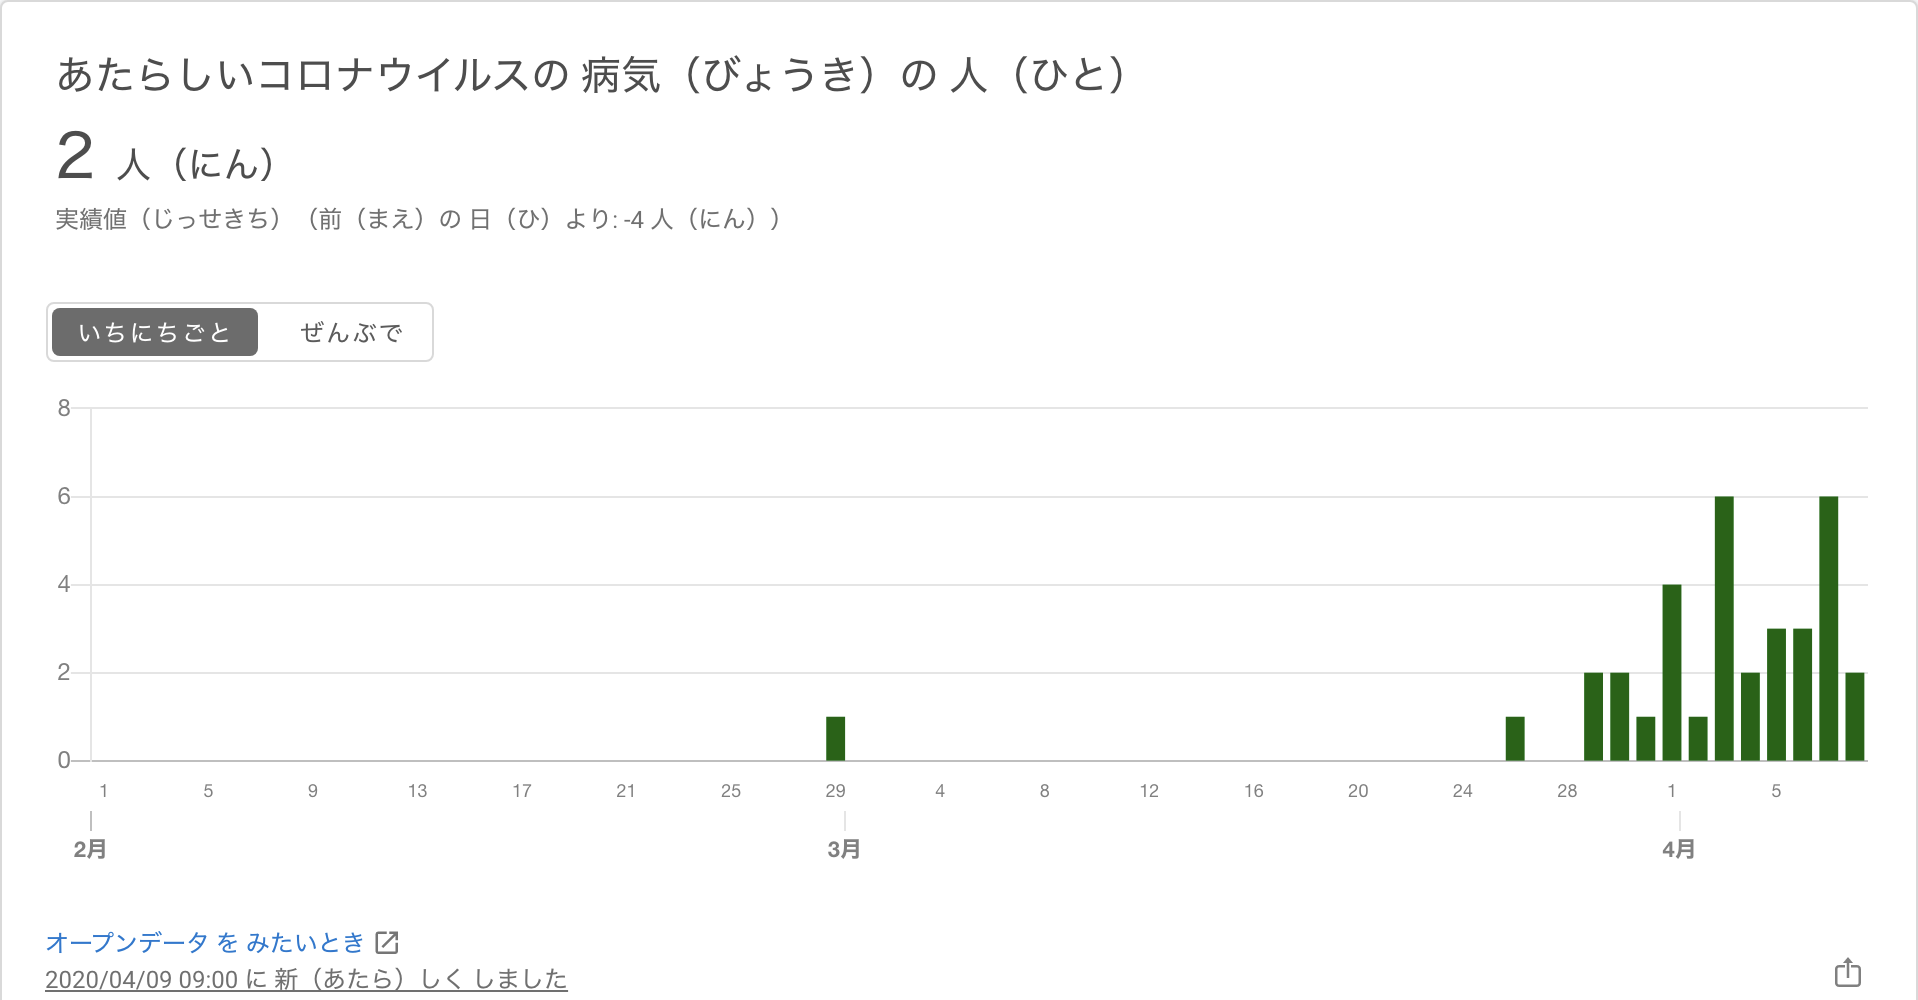 あたらしいコロナウイルスの 病気（びょうき）の 人（ひと）
2 人（にん）
実績値（じっせきち）（前（まえ）の 日（ひ）より: -4 人（にん））
いちにちごと ぜんぶで
8
6
4
2
0
1 5 9 13 17 21 25 29 4 8 12 16 20 24 28 1 5
2月 3月 4月
オープンデータ を みたいとき
2020/04/09 09:00 に 新（あたら）しく しました